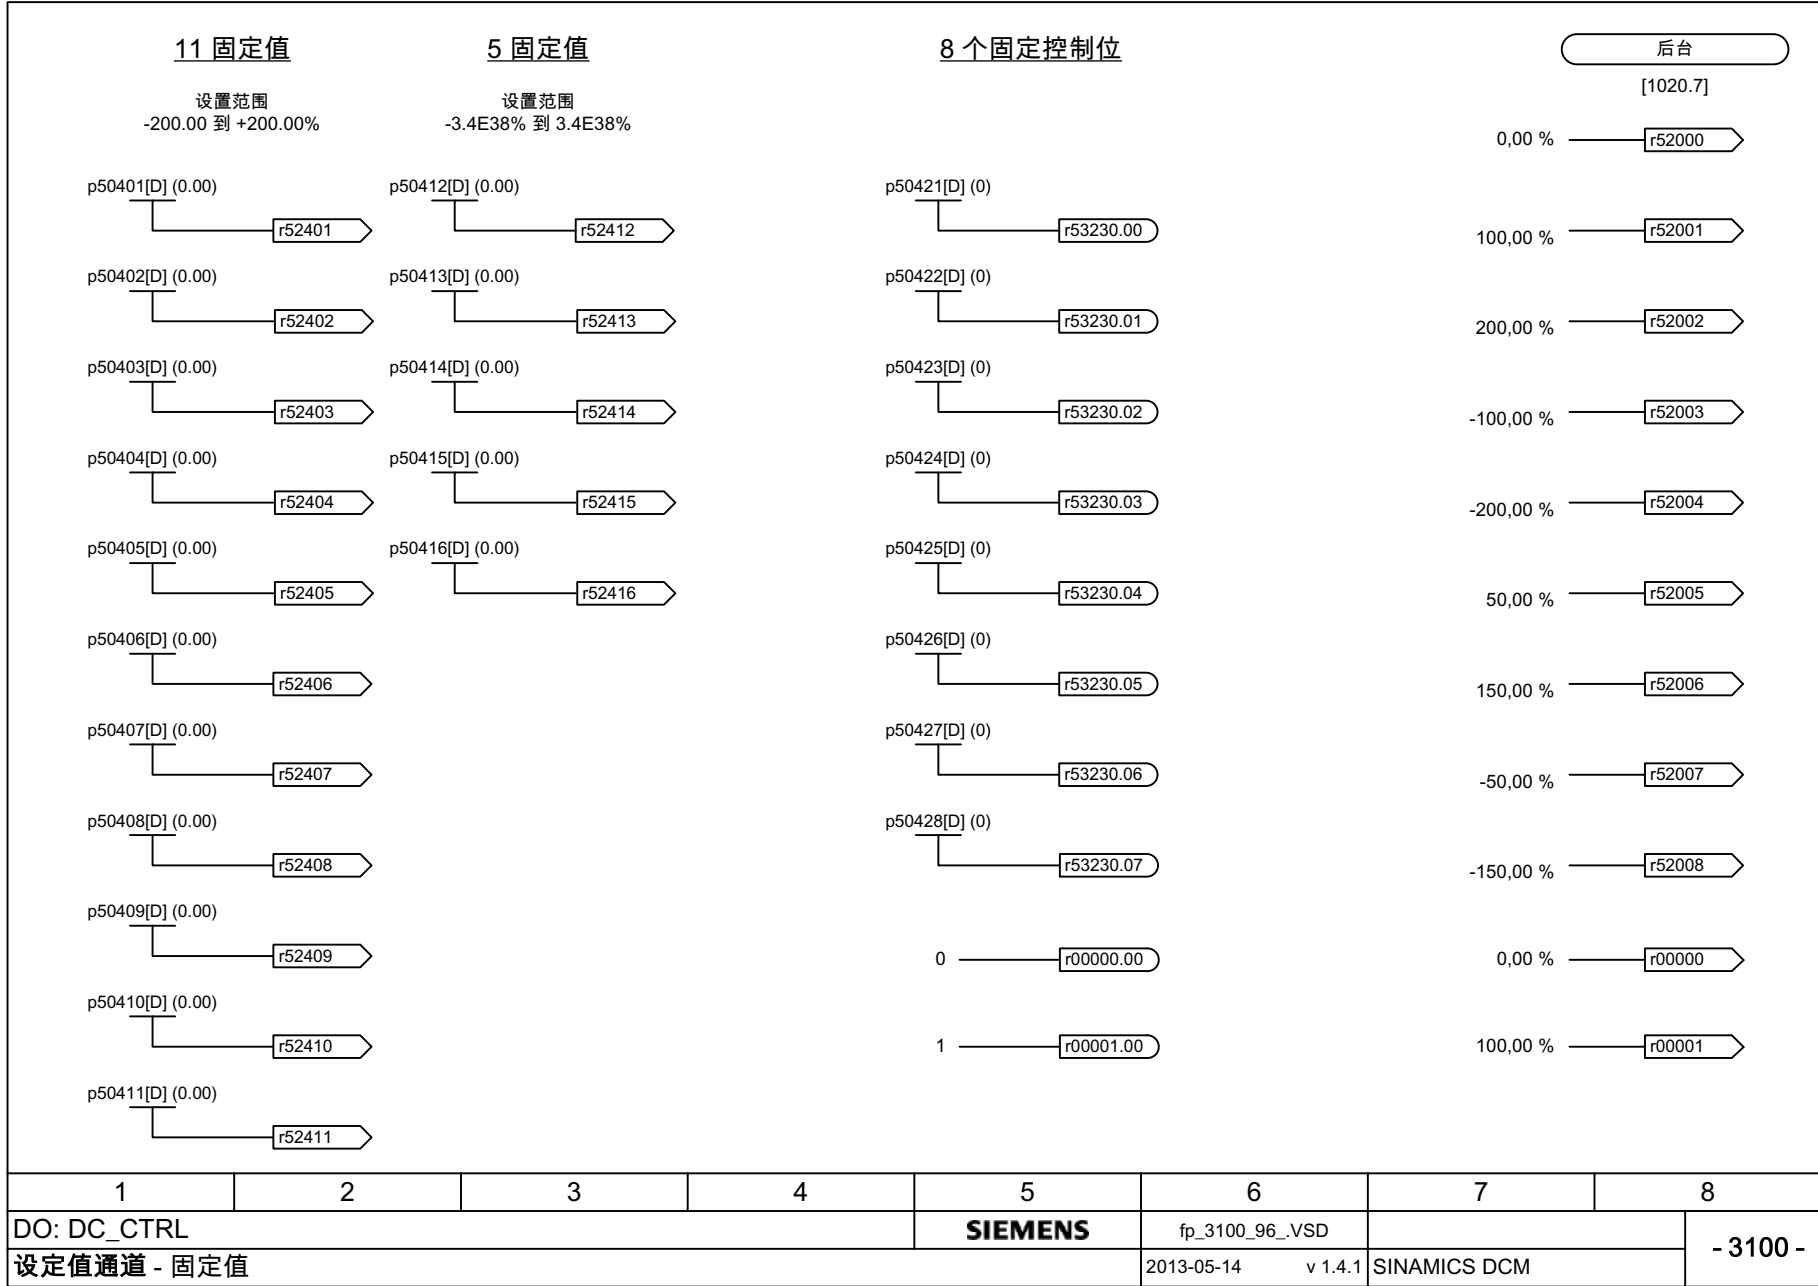 11 固定值
5 固定值
8 个固定控制位
后台
[1020.7]
设置范围
-200.00 到 +200.00%
设置范围
-3.4E38% 到 3.4E38%
0,00 %
r52000
p50401[D] (0.00)
p50412[D] (0.00)
p50421[D] (0)
r52401
r52412
r53230.00
100,00 %
r52001
p50402[D] (0.00)
p50413[D] (0.00)
p50422[D] (0)
r52402
r52413
r53230.01
200,00 %
r52002
p50403[D] (0.00)
p50414[D] (0.00)
p50423[D] (0)
r52403
r52414
r53230.02
-100,00 %
r52003
p50404[D] (0.00)
p50415[D] (0.00)
p50424[D] (0)
r52404
r52415
r53230.03
-200,00 %
r52004
p50405[D] (0.00)
p50416[D] (0.00)
p50425[D] (0)
r52405
r52416
r53230.04
50,00 %
r52005
p50406[D] (0.00)
p50426[D] (0)
r52406
r53230.05
150,00 %
r52006
p50407[D] (0.00)
p50427[D] (0)
r52407
r53230.06
-50,00 %
r52007
p50408[D] (0.00)
p50428[D] (0)
r52408
r53230.07
-150,00 %
r52008
p50409[D] (0.00)
r52409
0
r00000.00
0,00 %
r00000
p50410[D] (0.00)
r52410
1
r00001.00
100,00 %
r00001
p50411[D] (0.00)
r52411
1
2
3
4
5
6
7
8
DO: DC_CTRL
SIEMENS
fp_3100_96_.VSD
- 3100 -
设定值通道 - 固定值
2013-05-14
v 1.4.1
SINAMICS DCM